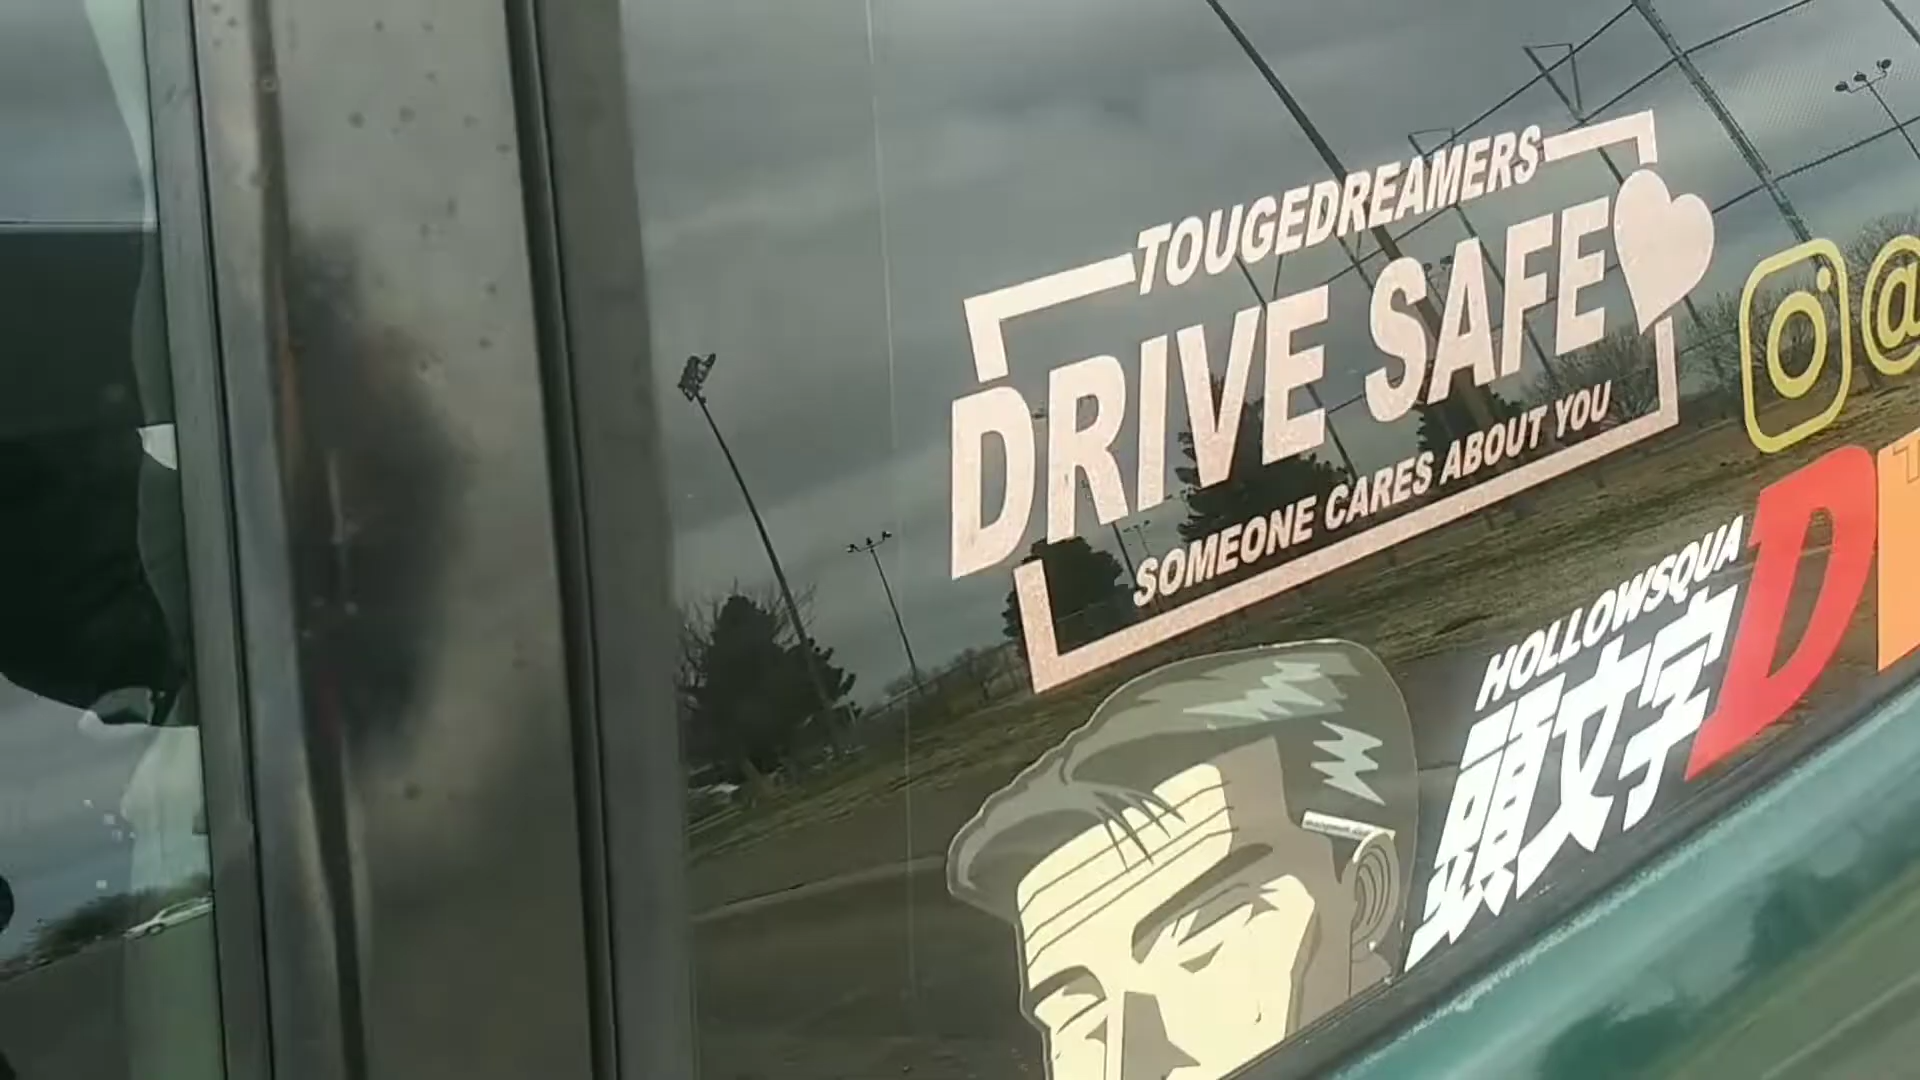 TOUGEDREAMERS
DRIVE SAFE
SOMEONE CARES ABOUT YOU
@
HOLLOWSQUA
頭文字D